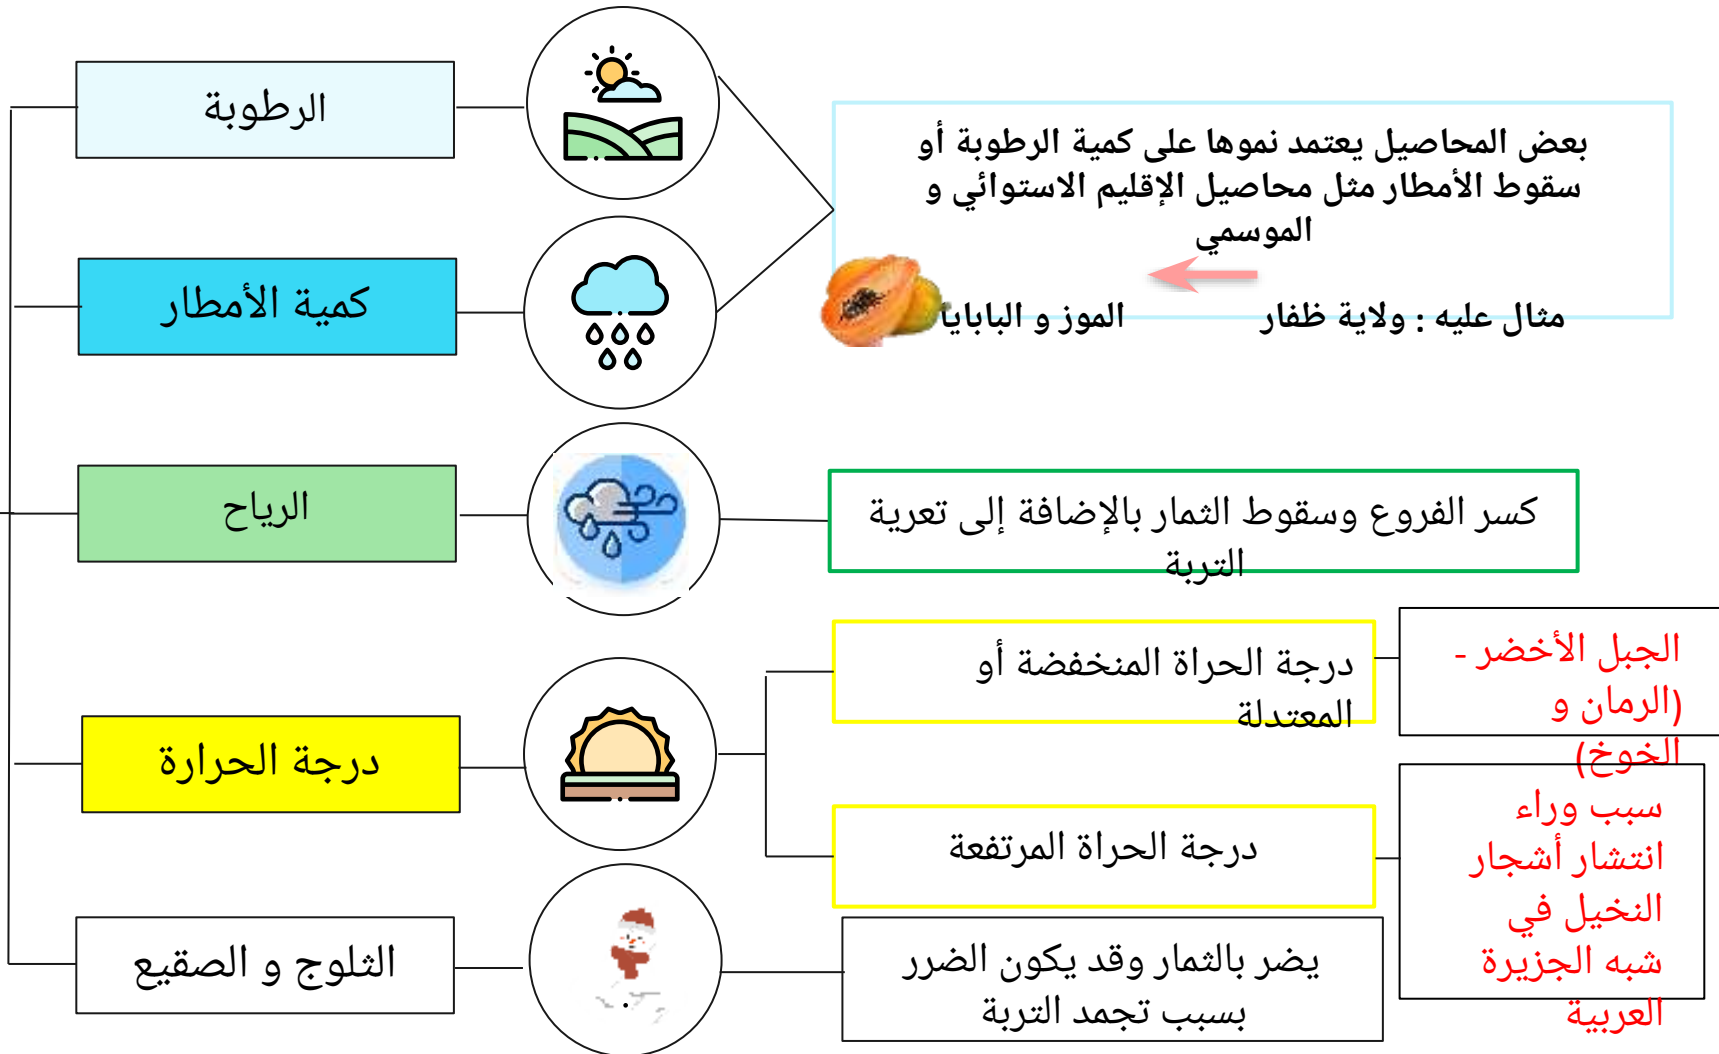 الرطوبة
بعض المحاصيل يعتمد نموها على كمية الرطوبة أو
سقوط الأمطار مثل محاصيل الإقليم الاستوائي و
الموسمي
مثال عليه : ولاية ظفار الموز و البابايا
كمية الأمطار
الرياح
كسر الفروع وسقوط الثمار بالإضافة إلى تعرية
التربة
درجة الحرارة
درجة الحراة المنخفضة أو
المعتدلة
الجبل الأخضر -
(الرمان و
الخوخ)
درجة الحراة المرتفعة
سبب وراء
انتشار أشجار
النخيل في
شبه الجزيرة
العربية
الثلوج و الصقيع
يضر بالثمار وقد يكون الضرر
بسبب تجمد التربة